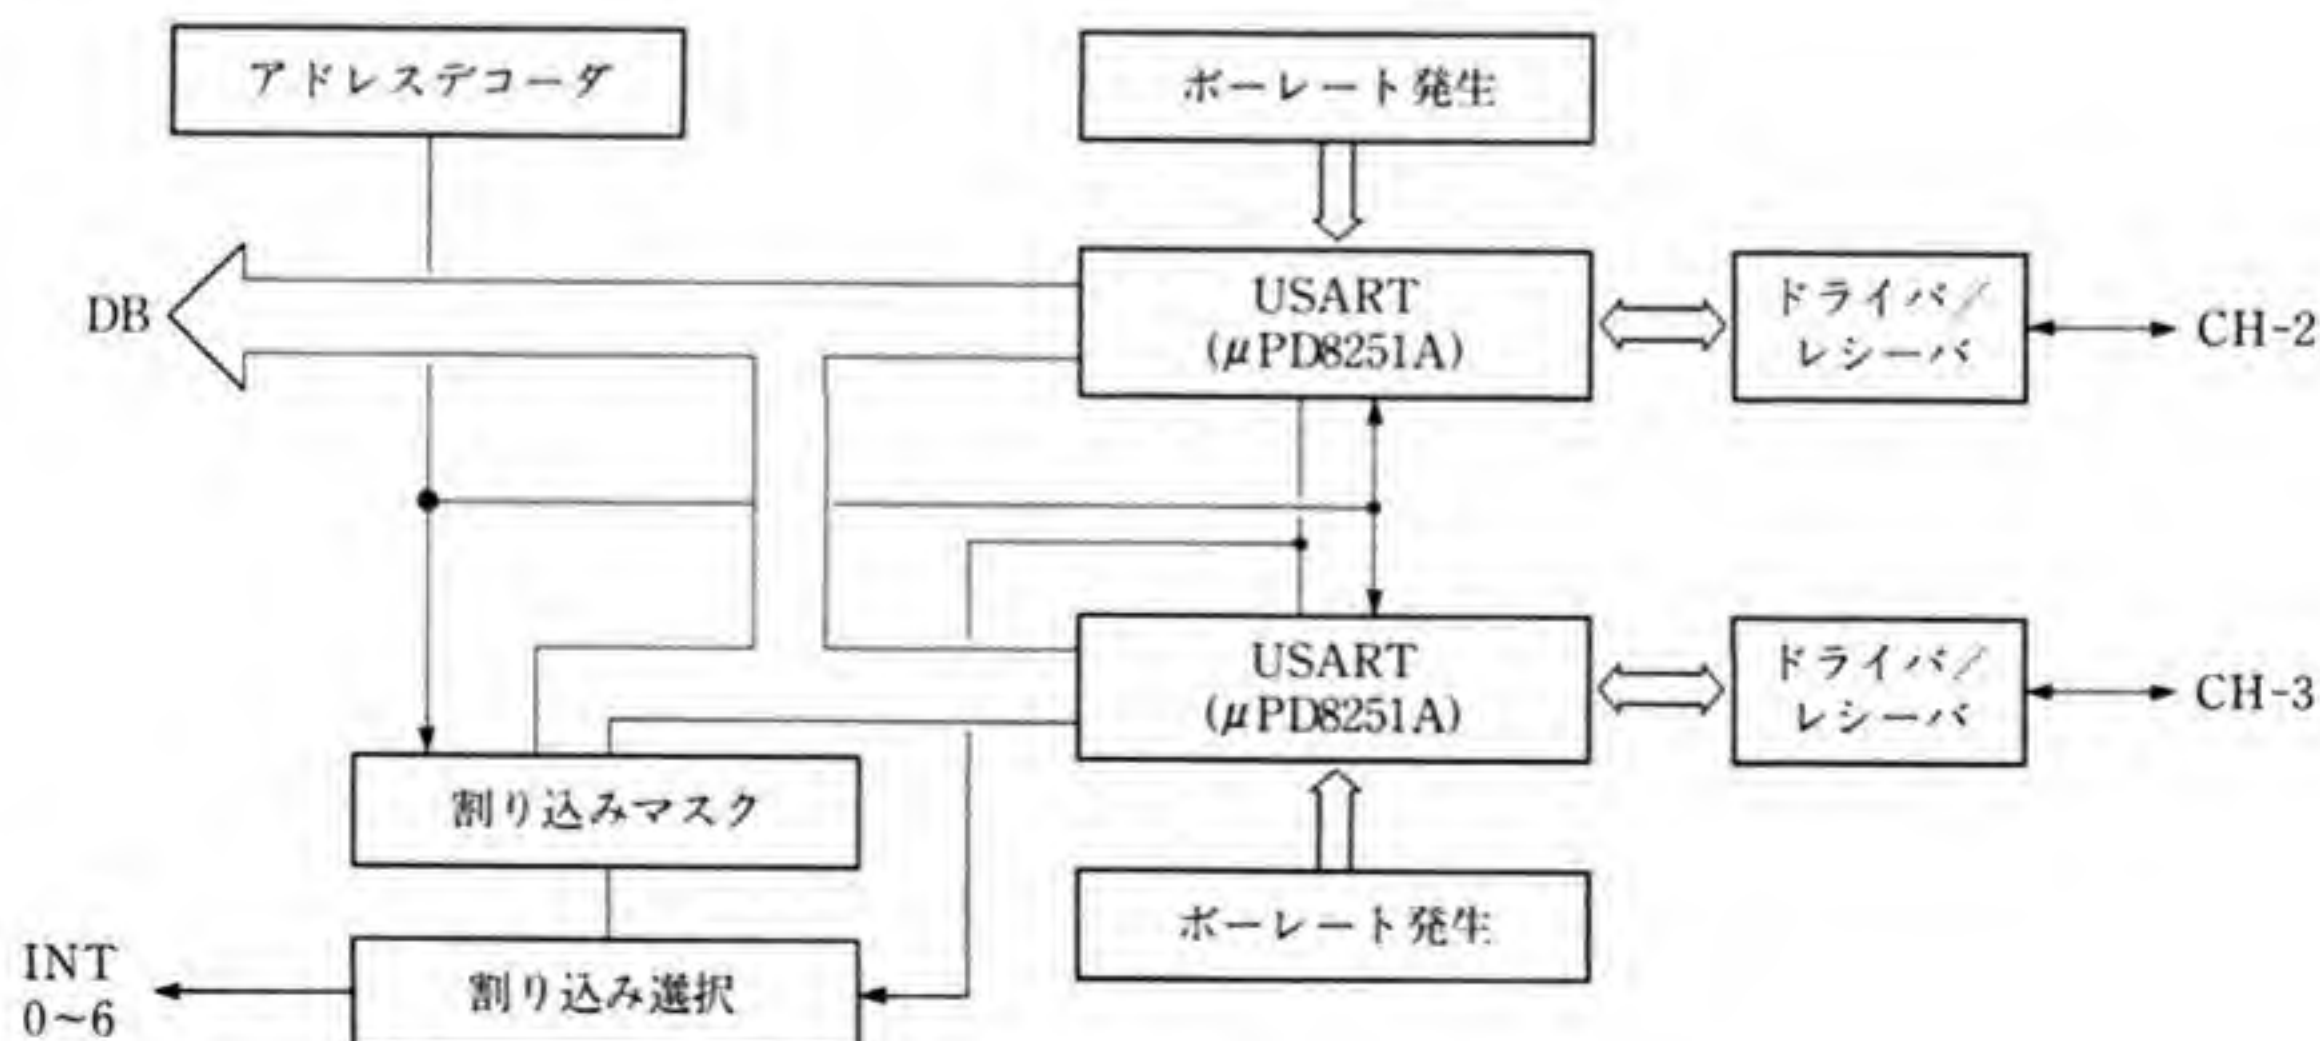 アドレスデコーダ
ボーレート発生
DB
USART
(μPD8251A)
ドライバ/
レシーバ
CH-2
USART
(μPD8251A)
ドライバ/
レシーバ
CH-3
割り込みマスク
ボーレート発生
INT
0~6
割り込み選択